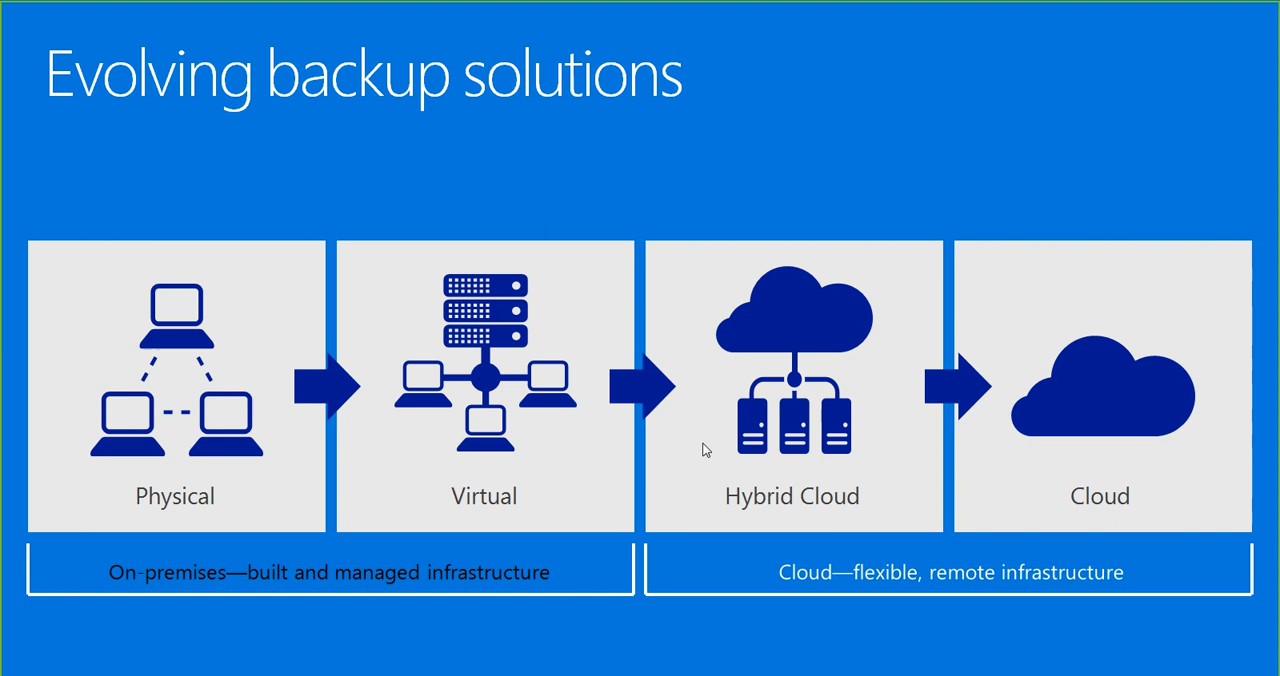 Evolving backup solutions
Physical
Virtual
Hybrid Cloud
Cloud
On-premises—built and managed infrastructure
Cloud—flexible, remote infrastructure